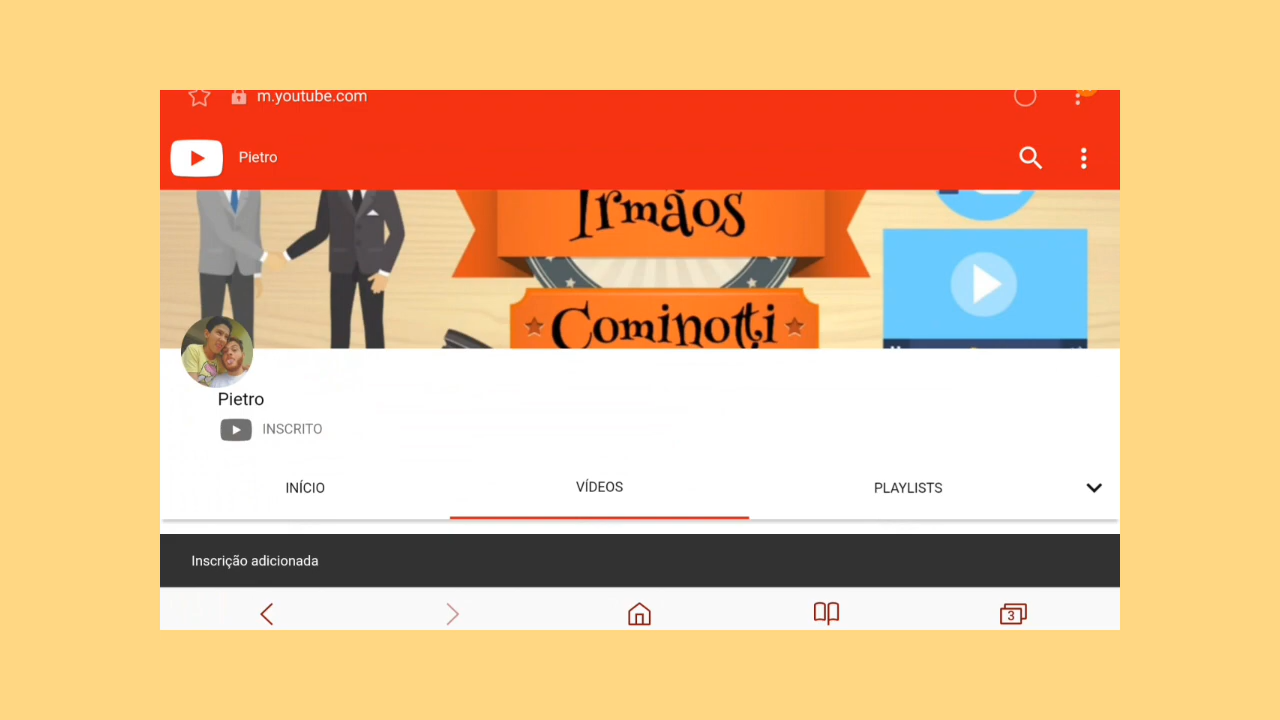 m.youtube.com
Pietro
Irmãos
Cominotti
Pietro
INSCRITO
INÍCIO
VÍDEOS
PLAYLISTS
Inscrição adicionada
3